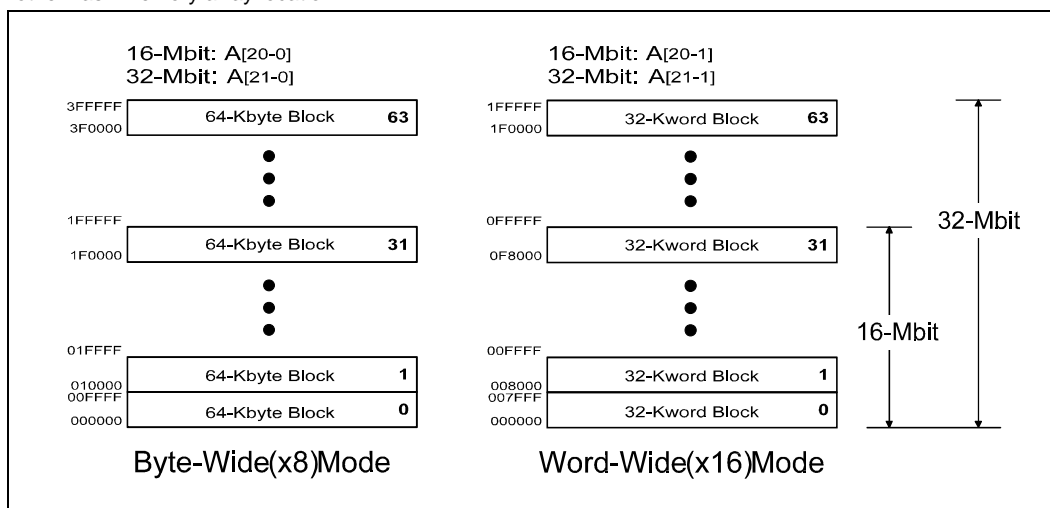 16-Mbit: A[20-0]
32-Mbit: A[21-0]
3FFFFF
3F0000
64-Kbyte Block 63
1FFFFF
1F0000
64-Kbyte Block 31
01FFFF
010000
64-Kbyte Block 1
00FFFF
000000
64-Kbyte Block 0
Byte-Wide(x8)Mode
16-Mbit: A[20-1]
32-Mbit: A[21-1]
1FFFFF
1F0000
32-Kword Block 63
0FFFFF
0F8000
32-Kword Block 31
00FFFF
008000
32-Kword Block 1
007FFF
000000
32-Kword Block 0
Word-Wide(x16)Mode
16-Mbit
32-Mbit